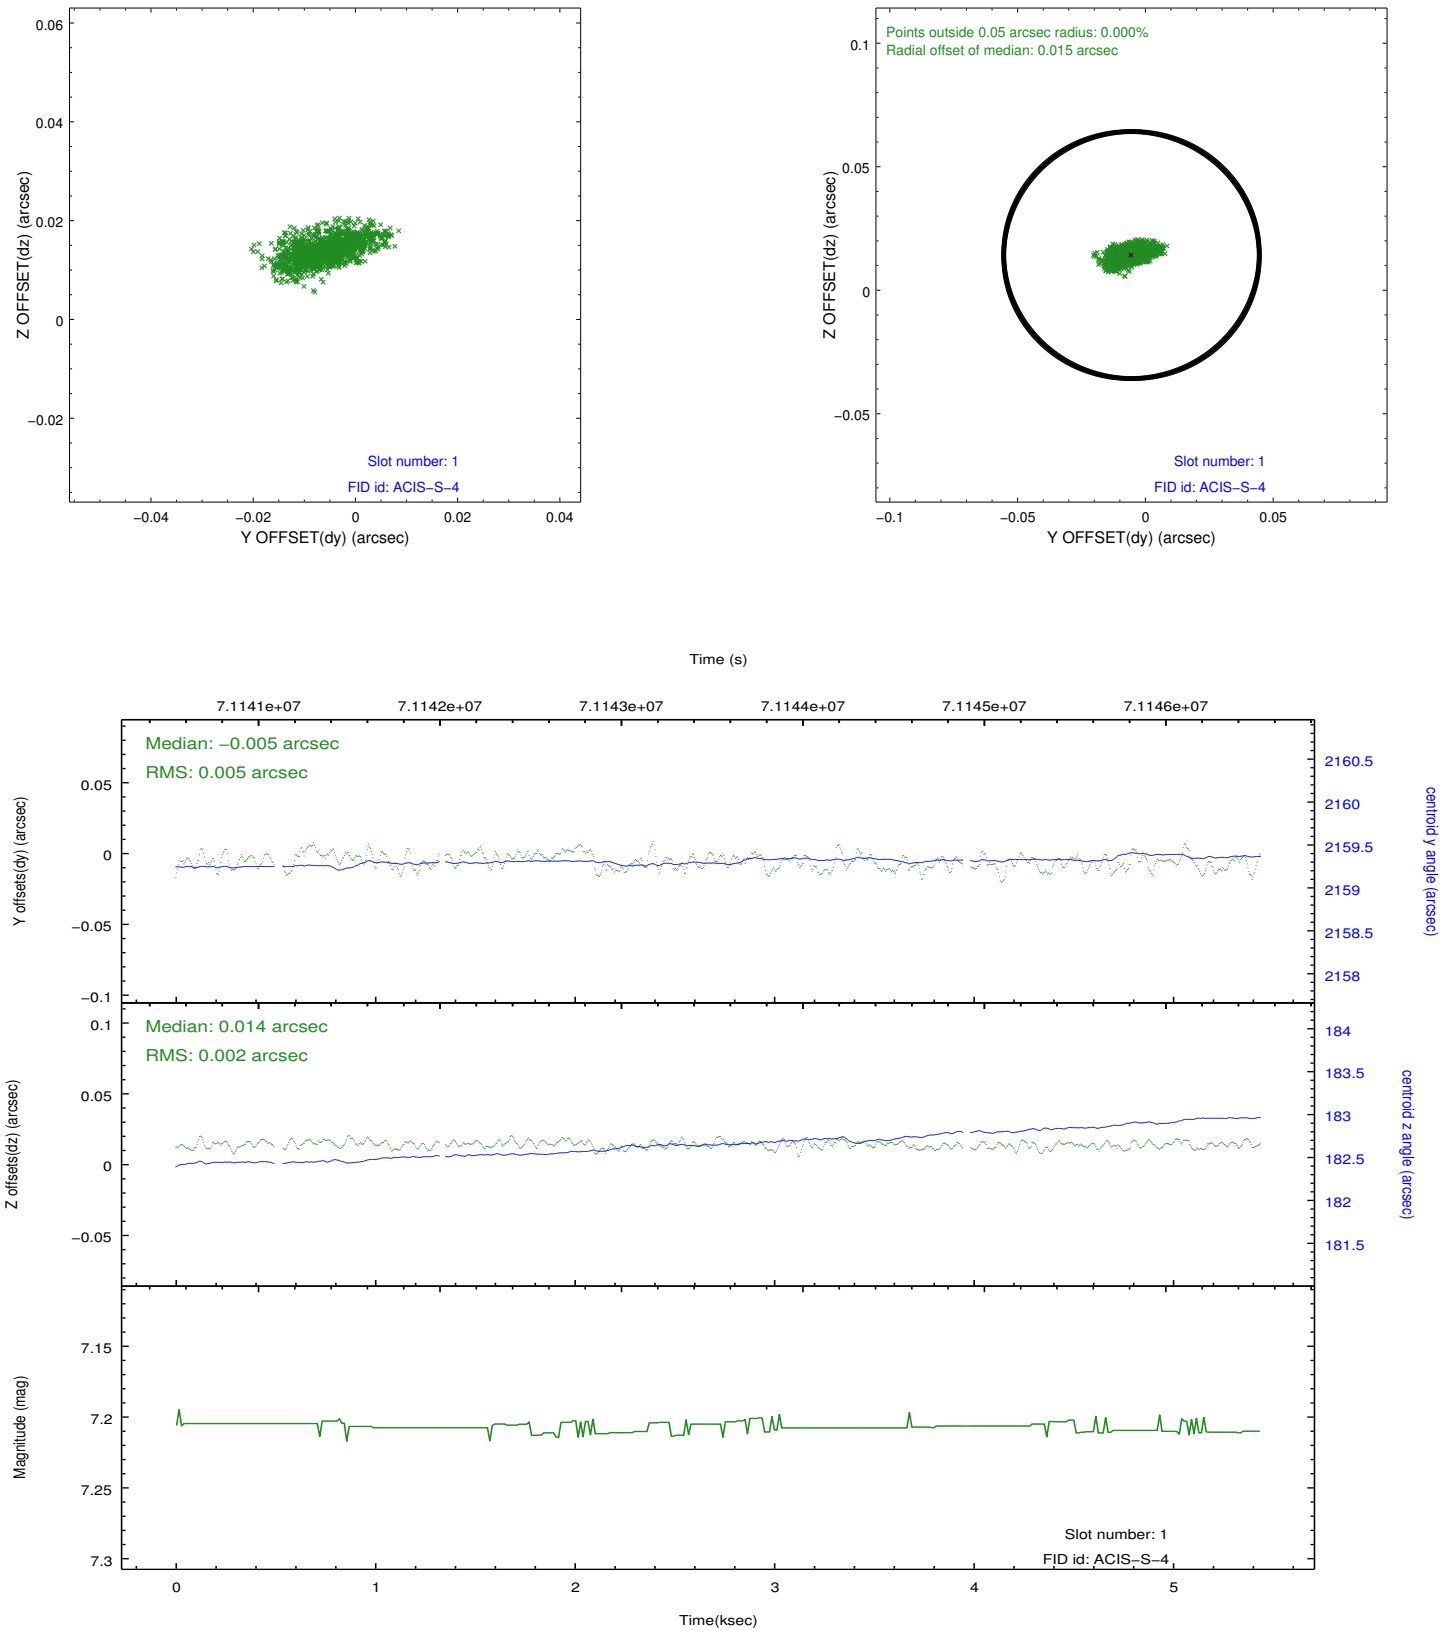 0.06
0.04
0.02
0
−0.02
Z OFFSET(dz) (arcsec)
Slot number: 1
FID id: ACIS−S−4
−0.04
−0.02
0
0.02
0.04
Y OFFSET(dy) (arcsec)
Points outside 0.05 arcsec radius: 0.000%
Radial offset of median: 0.015 arcsec
0.1
0.05
0
−0.05
Z OFFSET(dz) (arcsec)
Slot number: 1
FID id: ACIS−S−4
−0.1
−0.05
0
0.05
Y OFFSET(dy) (arcsec)
Time (s)
7.1141e+07
7.1142e+07
7.1143e+07
7.1144e+07
7.1145e+07
7.1146e+07
Median: −0.005 arcsec
RMS: 0.005 arcsec
0.05
0
−0.05
−0.1
Y offsets(dy) (arcsec)
2160.5
2160
2159.5
2159
2158.5
2158
centroid y angle (arcsec)
Median: 0.014 arcsec
RMS: 0.002 arcsec
0.1
0.05
0
−0.05
Z offsets(dz) (arcsec)
184
183.5
183
182.5
182
181.5
centroid z angle (arcsec)
7.15
7.2
7.25
7.3
Magnitude (mag)
Slot number: 1
FID id: ACIS−S−4
0
1
2
3
4
5
Time(ksec)